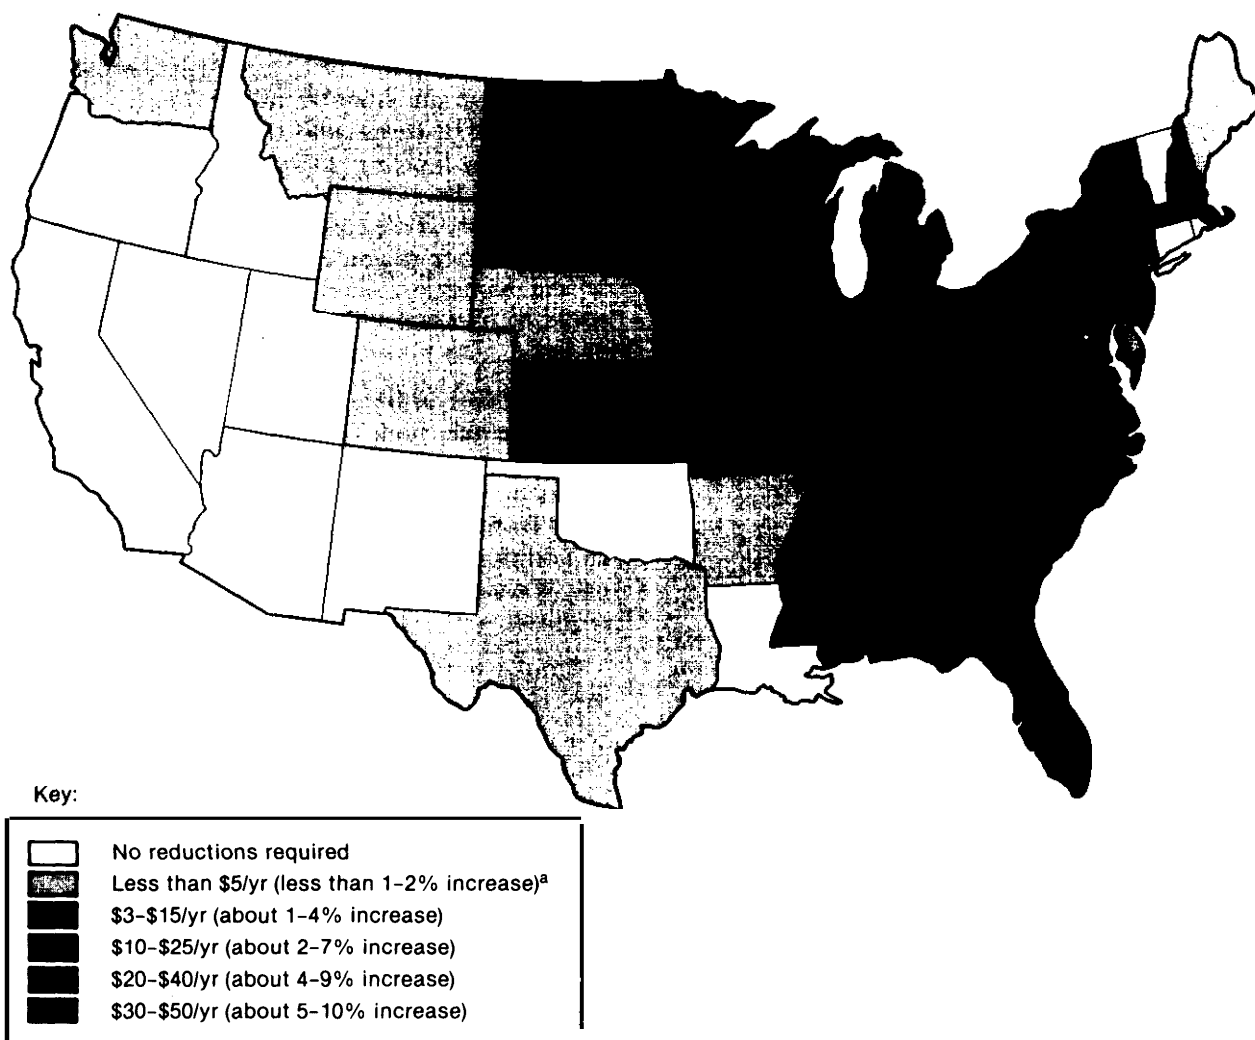 Key:
No reductions required
Less than $5/yr (less than 1-2% increase)a
$3-$15/yr (about 1-4% increase)
$10-$25/yr (about 2-7% increase)
$20-$40/yr (about 4-9% increase)
$30-$50/yr (about 5-10% increase)